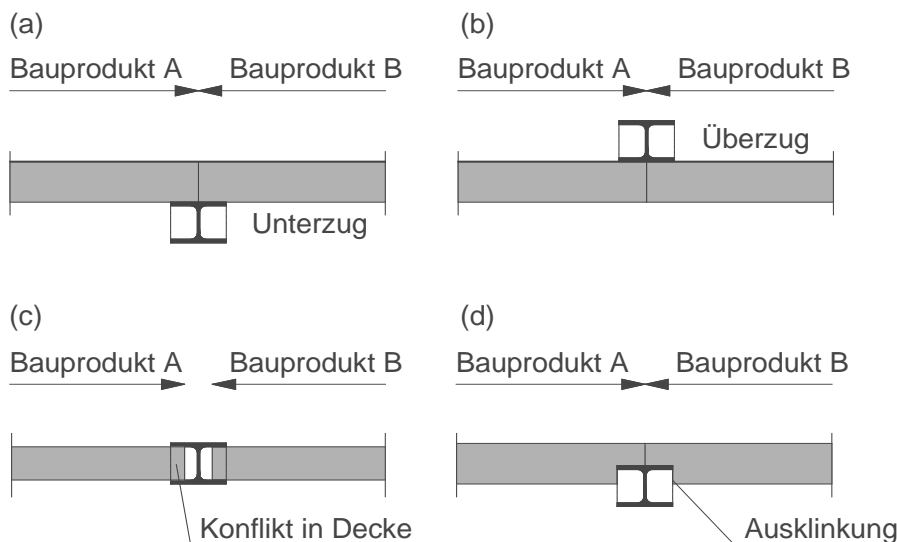 (a)
Bauprodukt A Bauprodukt B
Unterzug
(b)
Bauprodukt A Bauprodukt B
Überzug
(c)
Bauprodukt A Bauprodukt B
Konflikt in Decke
(d)
Bauprodukt A Bauprodukt B
Ausklinkung